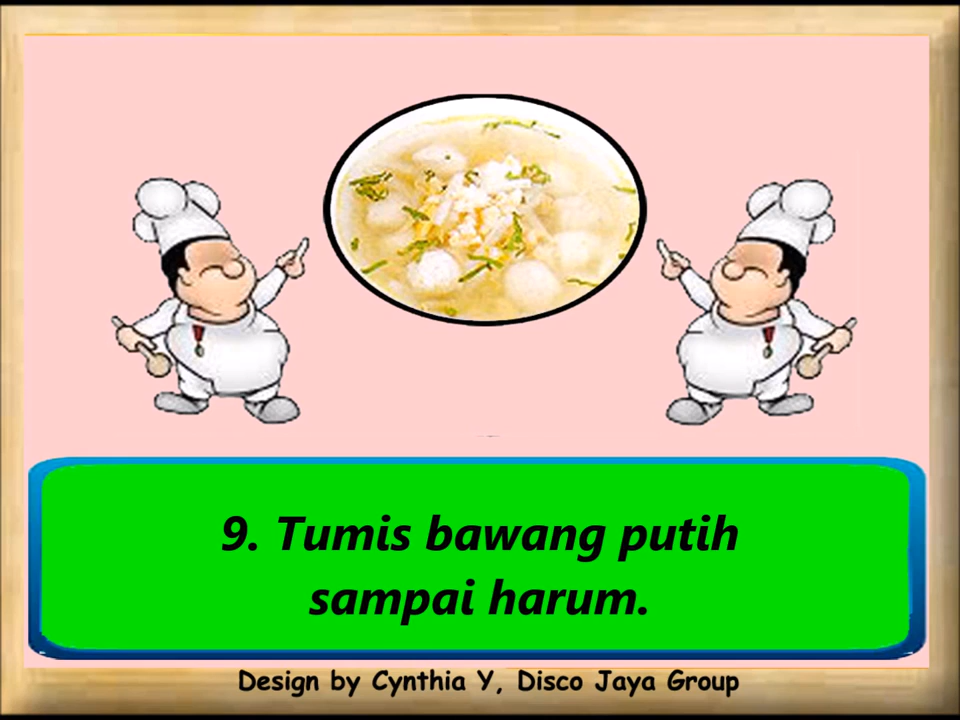 9. Tumis bawang putih
sampai harum.
Design by Cynthia Y, Disco Jaya Group